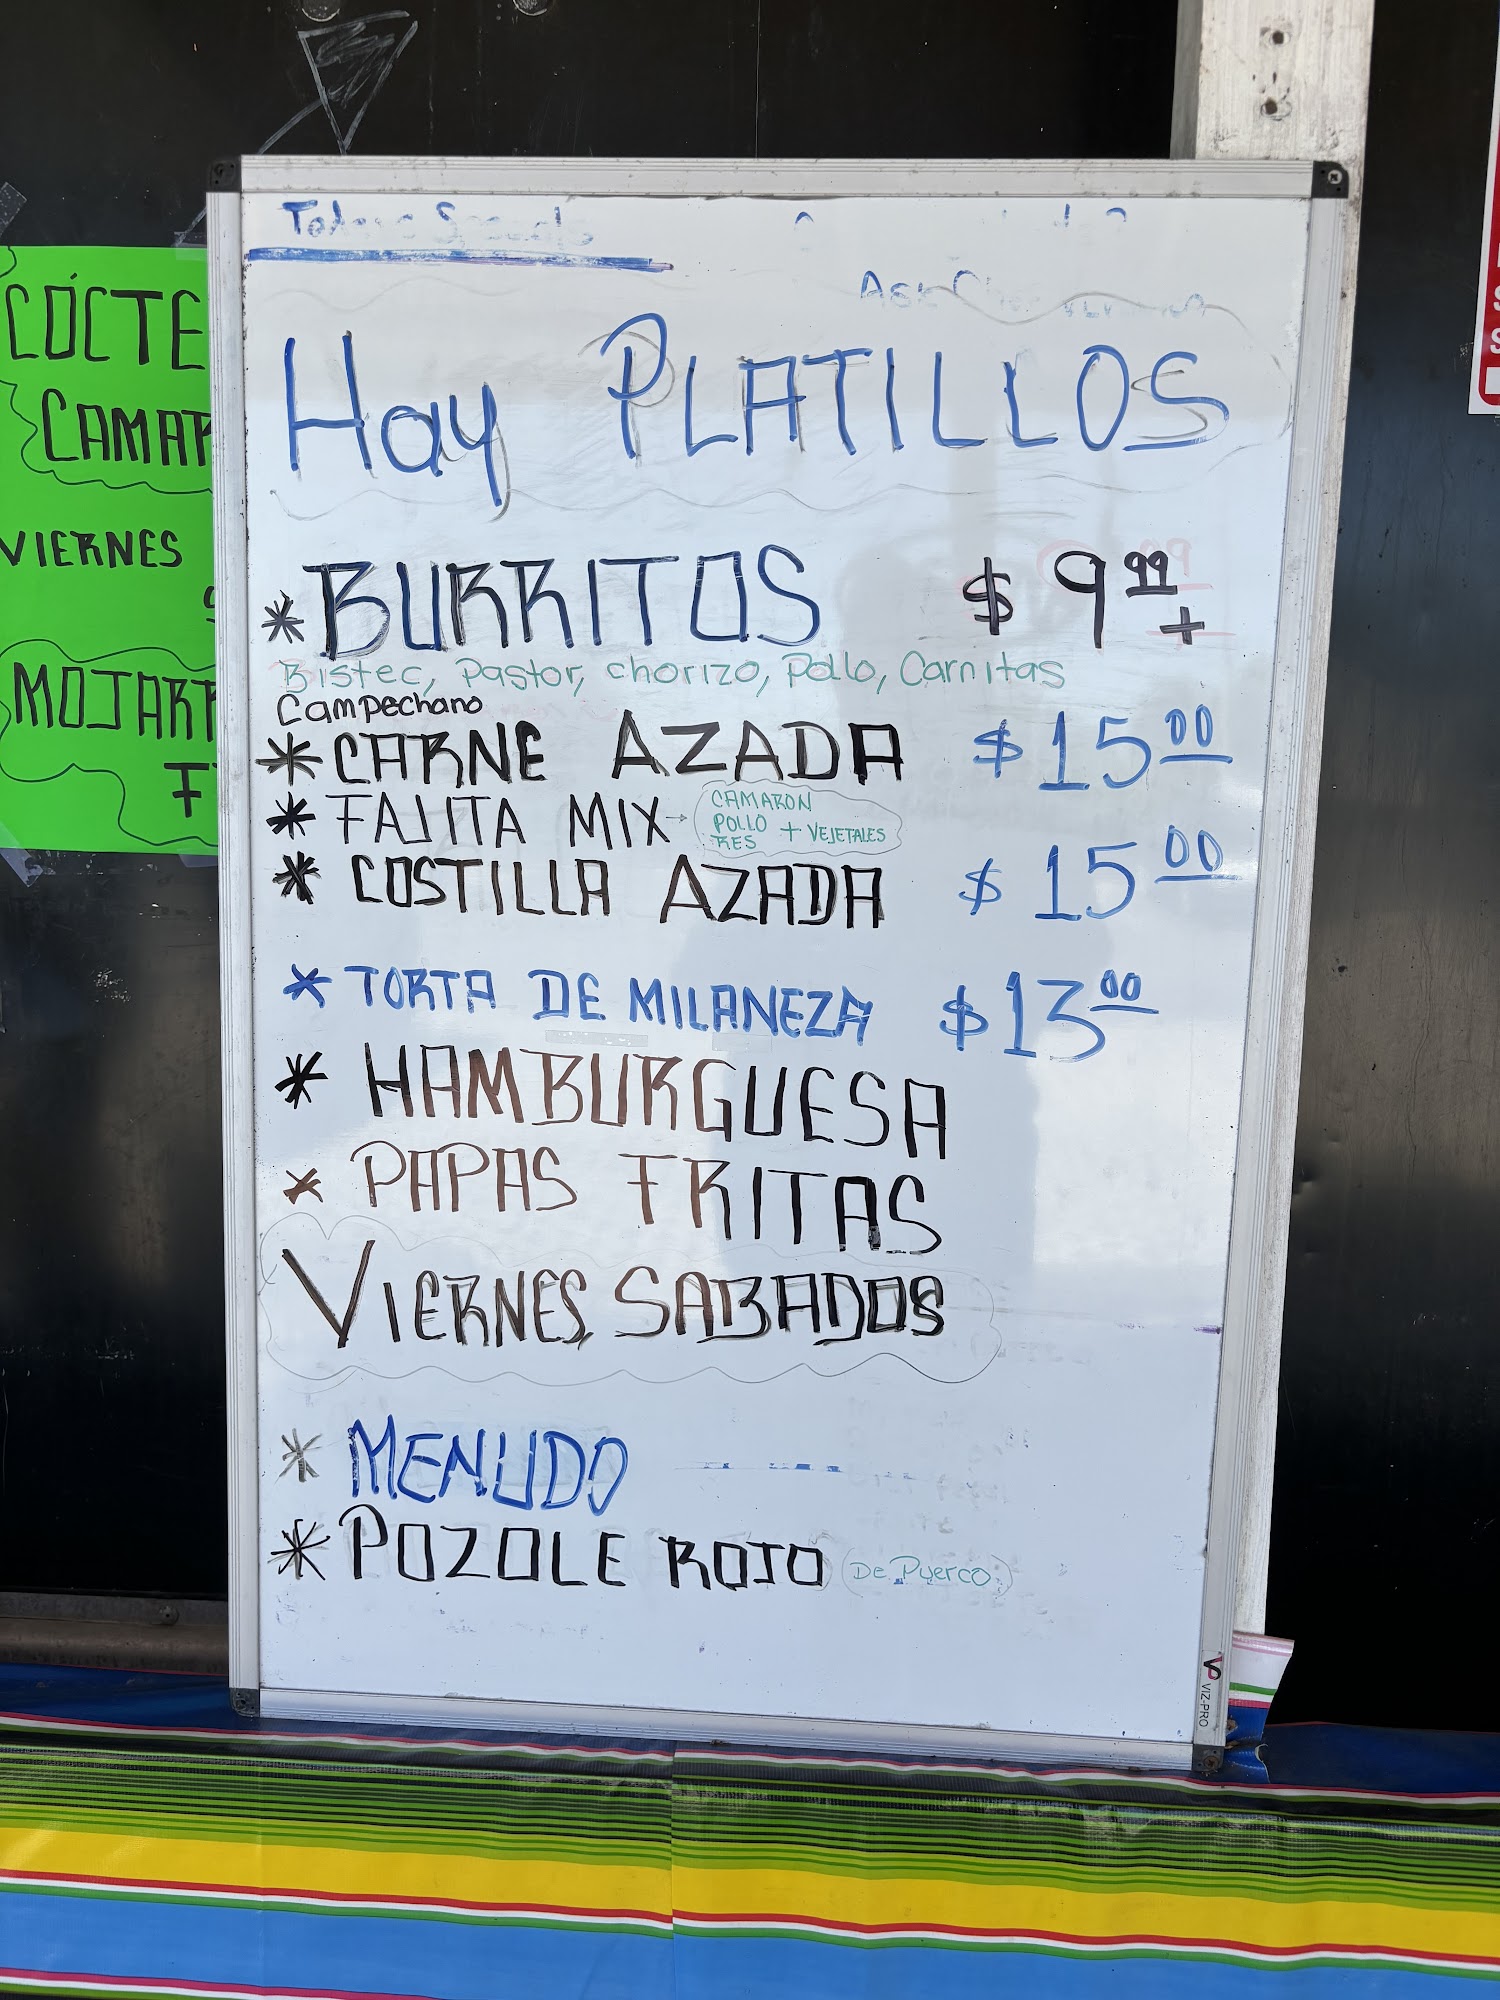 Hay PLATILLOS
* BURRITOS $9.99 +
Bistec, Pastor, chorizo, Pollo, Carnitas
Campechano
* CARNE AZADA $15.00
* FAJITA MIX → CAMARON
POLLO + VEJETALES
RES
* COSTILLA AZADA $15.00
* TORTA DE MILANEZA $13.00
* HAMBURGUESA
* PAPAS FRITAS
VIERNES SABADOS
* MENUDO
* POZOLE ROJO (De Puerco)
VIZ-PRO
CÓCTE
CAMAR
VIERNES
MOJARR
F